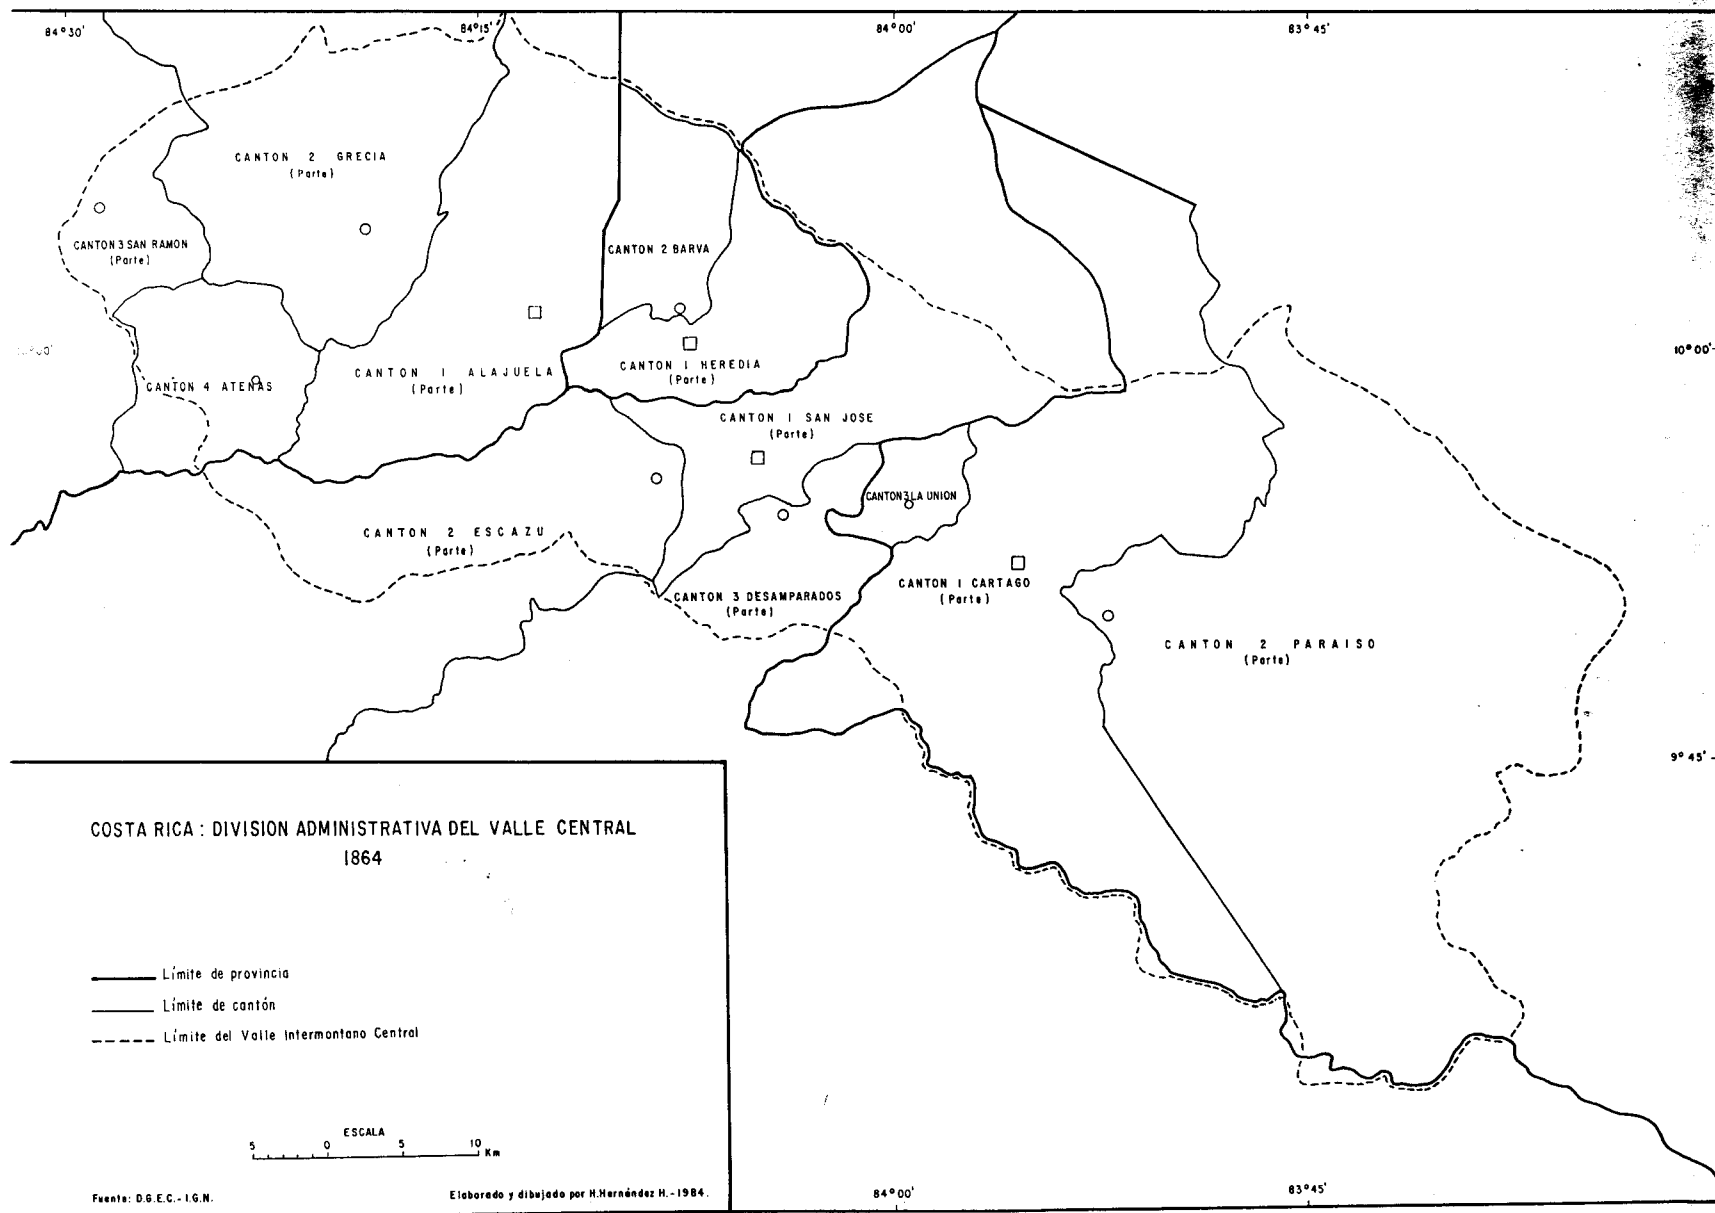 84°30'
84°15'
84°00'
83°45'
CANTON 2 GRECIA
(Parte)
CANTON 3 SAN RAMON
(Parte)
CANTON 2 BARVA
10°00'
CANTON 4 ATENAS
CANTON 1 ALAJUELA
(Parte)
CANTON 1 HEREDIA
(Parte)
CANTON 1 SAN JOSE
(Parte)
CANTON 3 LA UNION
CANTON 2 ESCAZU
(Parte)
CANTON 3 DESAMPARADOS
(Parte)
CANTON 1 CARTAGO
(Parte)
CANTON 2 PARAISO
(Parte)
9°45'
COSTA RICA : DIVISION ADMINISTRATIVA DEL VALLE CENTRAL
1864
Límite de provincia
Límite de cantón
Límite del Valle Intermontano Central
ESCALA
5 0 5 10
Km
Fuente: D.G.E.C.-I.G.N.
Elaborado y dibujado por H.Hernández H.-1984.
84°00'
83°45'